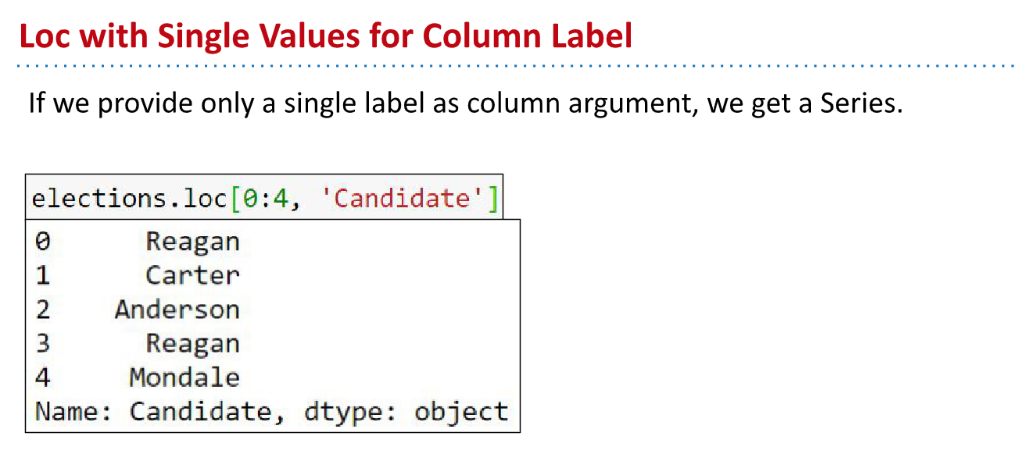 Loc with Single Values for Column Label
If we provide only a single label as column argument, we get a Series.
elections.loc[0:4, 'Candidate']
0 Reagan
1 Carter
2 Anderson
3 Reagan
4 Mondale
Name: Candidate, dtype: object